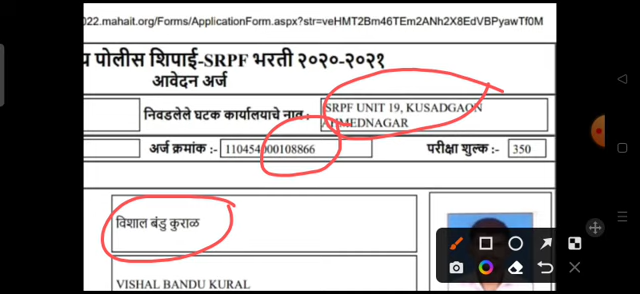 022.mahait.org/Forms/ApplicationForm.aspx?str=veHMT2Bm46TEm2ANh2X8EdVBPyawTf0M
य पोलीस शिपाई-SRPF भरती २०२०-२०२१
आवेदन अर्ज
निवडलेले घटक कार्यालयाचे नाव : SRPF UNIT 19, KUSADGAON
AHMEDNAGAR
अर्ज क्रमांक :- 110454000108866 परीक्षा शुल्क :- 350
विशाल बंडु कुराळ
VISHAL BANDU KURAL